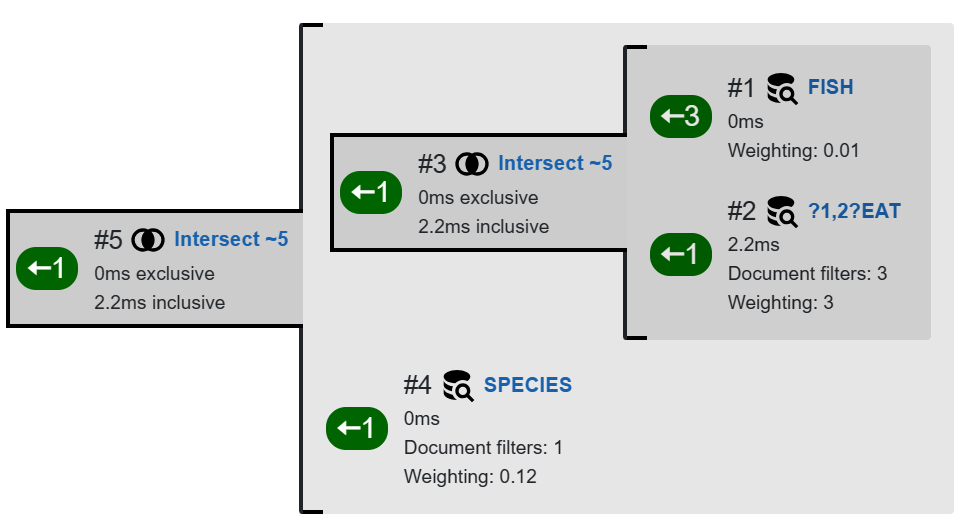 #5 Intersect ~5
←1
0ms exclusive
2.2ms inclusive
#3 Intersect ~5
←1
0ms exclusive
2.2ms inclusive
#1 FISH
←3
0ms
Weighting: 0.01
#2 ?1,2?EAT
←1
2.2ms
Document filters: 3
Weighting: 3
#4 SPECIES
←1
0ms
Document filters: 1
Weighting: 0.12